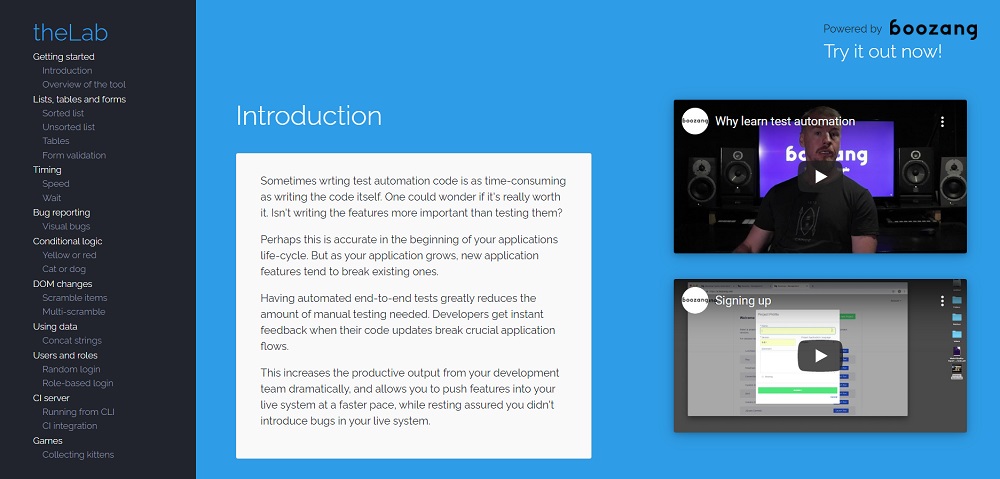 theLab
Getting started
Introduction
Overview of the tool
Lists, tables and forms
Sorted list
Unsorted list
Tables
Form validation
Timing
Speed
Wait
Bug reporting
Visual bugs
Conditional logic
Yellow or red
Cat or dog
DOM changes
Scramble items
Multi-scramble
Using data
Concat strings
Users and roles
Random login
Role-based login
CI server
Running from CLI
CI integration
Games
Collecting kittens
Powered by boozang
Try it out now!
Introduction
Sometimes wrting test automation code is as time-consuming
as writing the code itself. One could wonder if it's really worth
it. Isn't writing the features more important than testing them?
Perhaps this is accurate in the beginning of your applications
life-cycle. But as your application grows, new application
features tend to break existing ones.
Having automated end-to-end tests greatly reduces the
amount of manual testing needed. Developers get instant
feedback when their code updates break crucial application
flows.
This increases the productive output from your development
team dramatically, and allows you to push features into your
live system at a faster pace, while resting assured you didn't
introduce bugs in your live system.
boozang Why learn test automation
boozang
boozang Signing up